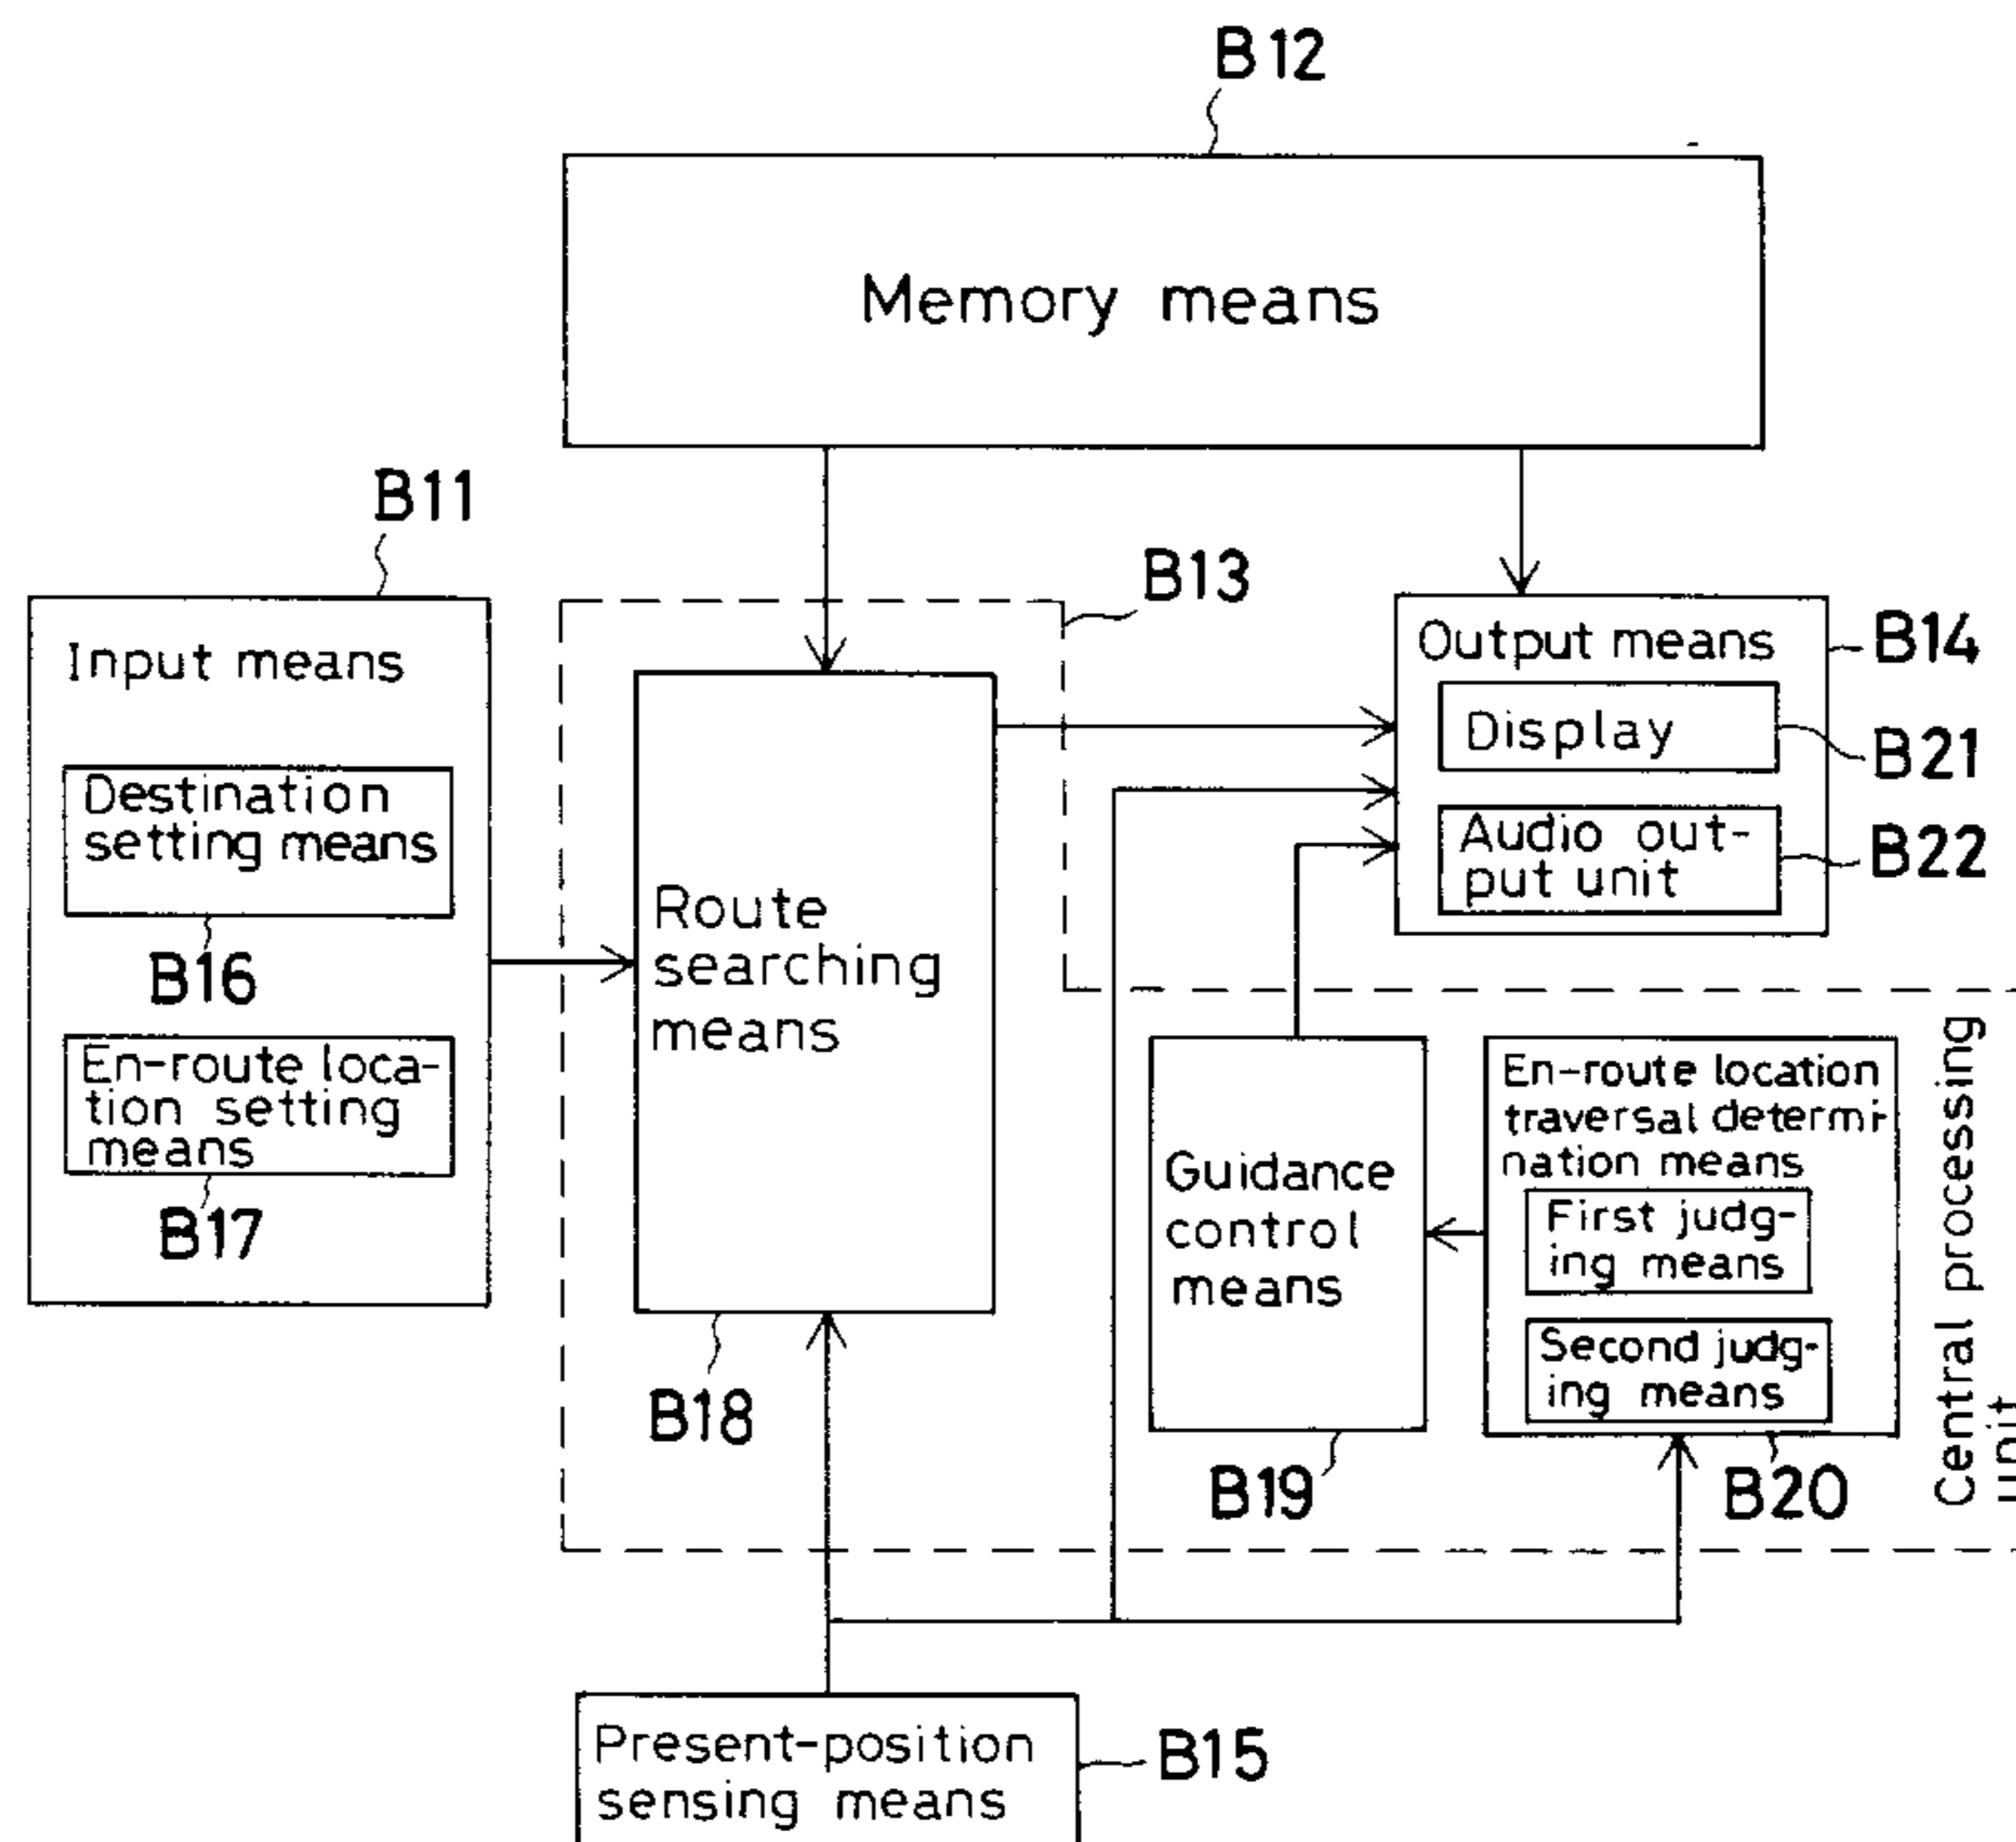 B12
Memory means
B11
B13
Input means
Destination
setting means
B16
En-route loca-
tion setting
means
B17
Route
searching
means
B18
Output means
B14
Display
B21
Audio out-
put unit
B22
Guidance
control
means
B19
En-route location
traversal determi-
nation means
First judg-
ing means
Second judg-
ing means
B20
Central processing
unit
Present-position
sensing means
B15